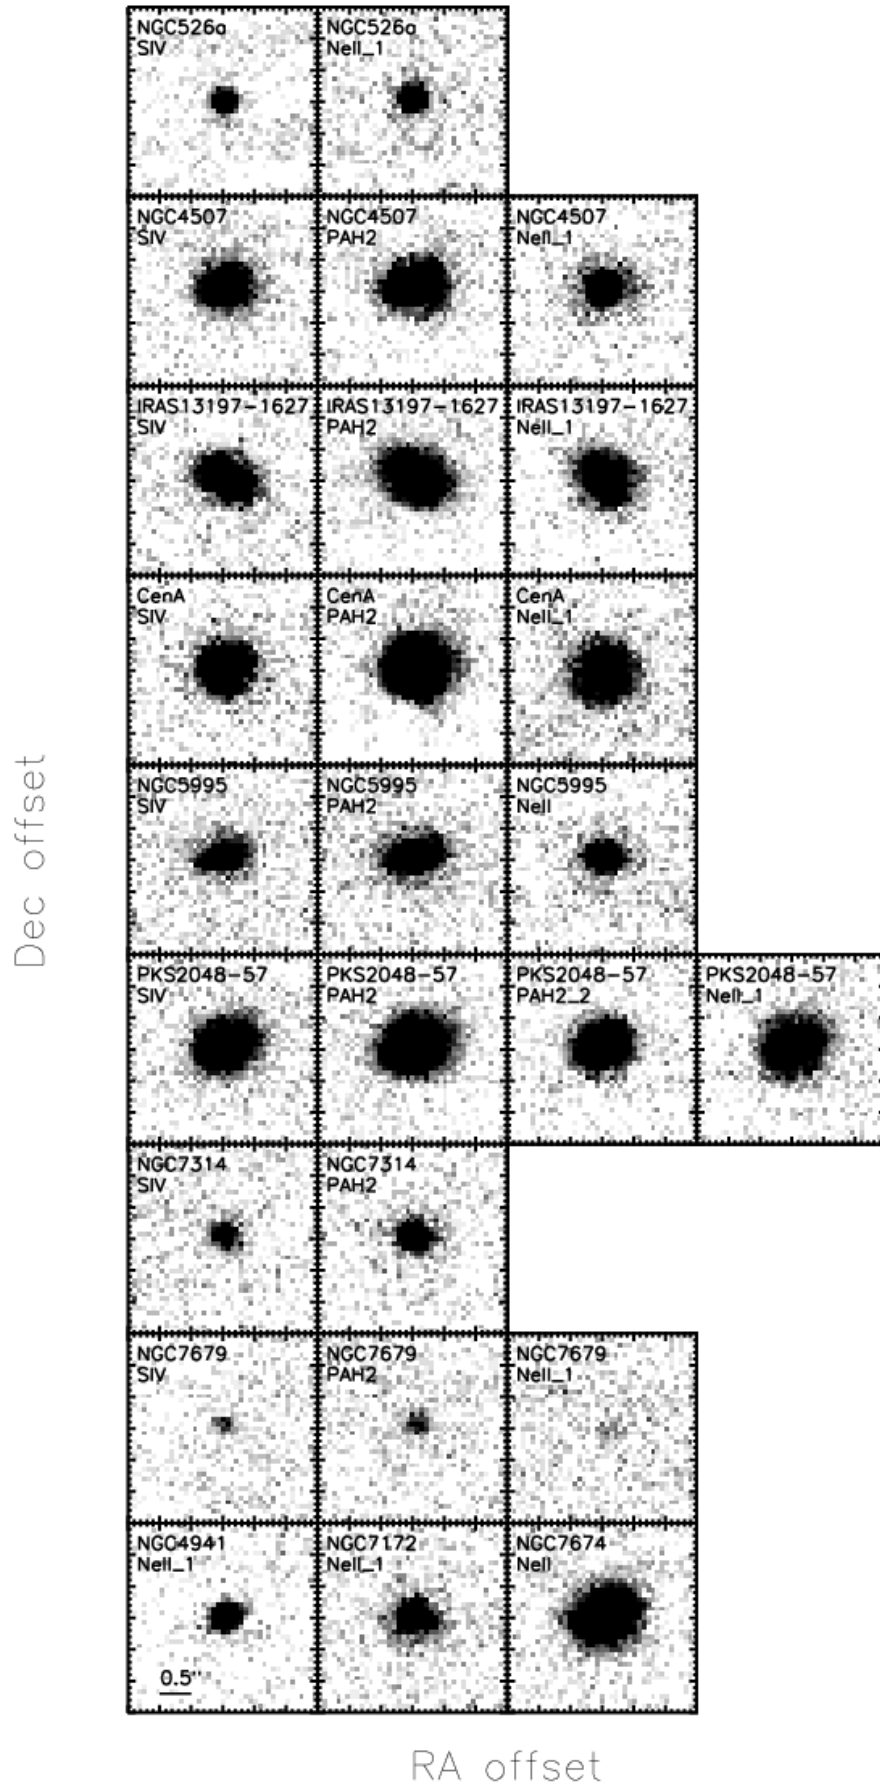 NGC526a
SIV
NGC526a
NeII_1
NGC4507
SIV
NGC4507
PAH2
NGC4507
NeII_1
IRAS13197-1627
SIV
IRAS13197-1627
PAH2
IRAS13197-1627
NeII_1
CenA
SIV
CenA
PAH2
CenA
NeII_1
NGC5995
SIV
NGC5995
PAH2
NGC5995
NeII
PKS2048-57
SIV
PKS2048-57
PAH2
PKS2048-57
PAH2_2
PKS2048-57
NeII_1
NGC7314
SIV
NGC7314
PAH2
NGC7679
SIV
NGC7679
PAH2
NGC7679
NeII_1
NGC4941
NeII_1
0.5"
NGC7172
NeII_1
NGC7674
NeII
Dec offset
RA offset